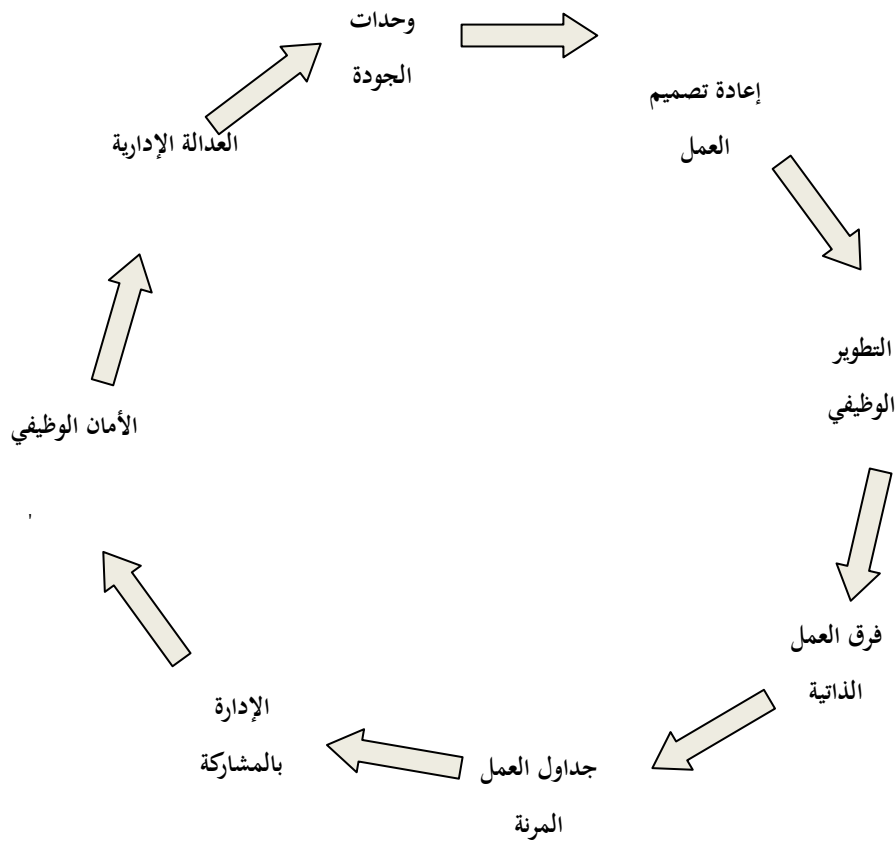 وحدات
الجودة
إعادة تصميم
العمل
التطوير
الوظيفي
فرق العمل
الذاتية
جداول العمل
المرنة
الإدارة
بالمشاركة
الأمان الوظيفي
'
العدالة الإدارية